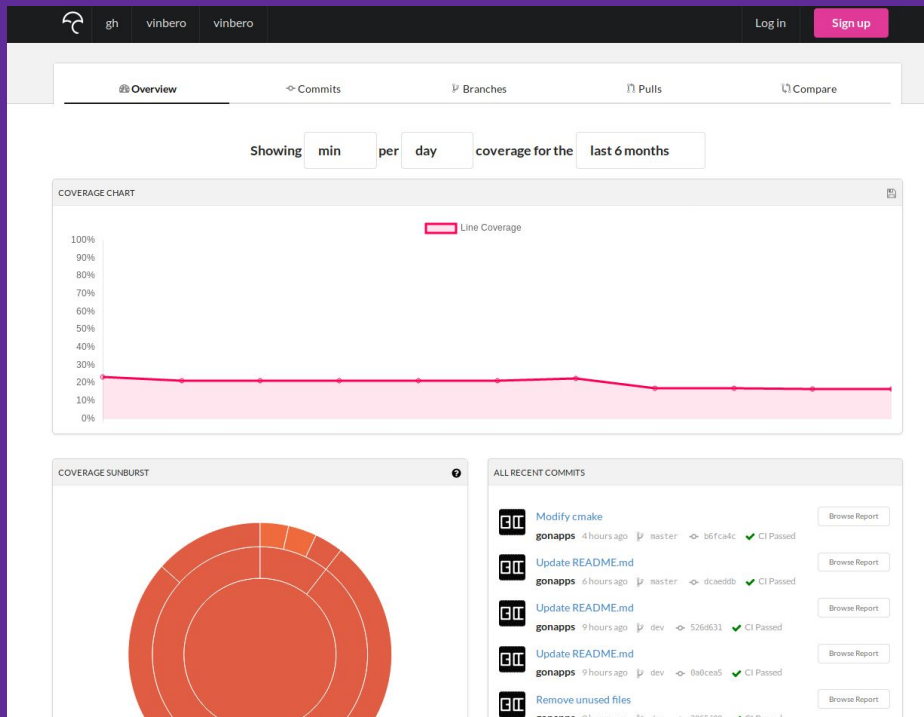 gh vinbero vinbero Log in Sign up
Overview Commits Branches Pulls Compare
Showing min per day coverage for the last 6 months
COVERAGE CHART
Line Coverage
100%
90%
80%
70%
60%
50%
40%
30%
20%
10%
0%
COVERAGE SUNBURST
ALL RECENT COMMITS
Modify cmake Browse Report
gonapps 4 hours ago master b6fca4c CI Passed
Update README.md Browse Report
gonapps 6 hours ago master dcaeddb CI Passed
Update README.md Browse Report
gonapps 9 hours ago dev 526d631 CI Passed
Update README.md Browse Report
gonapps 9 hours ago dev 0a0cea5 CI Passed
Remove unused files Browse Report